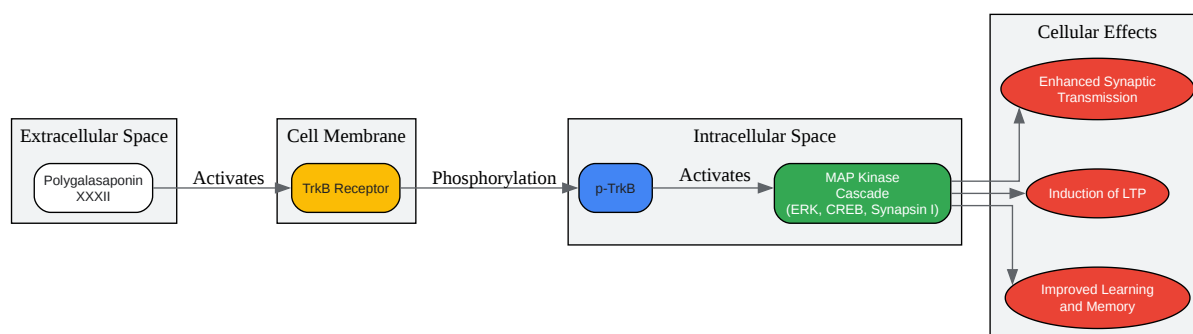 Extracellular Space
Polygalasaponin
XXXII
Activates
Cell Membrane
TrkB Receptor
Phosphorylation
Intracellular Space
p-TrkB
Activates
MAP Kinase
Cascade
(ERK, CREB, Synapsin I)
Cellular Effects
Enhanced Synaptic
Transmission
Induction of LTP
Improved Learning
and Memory